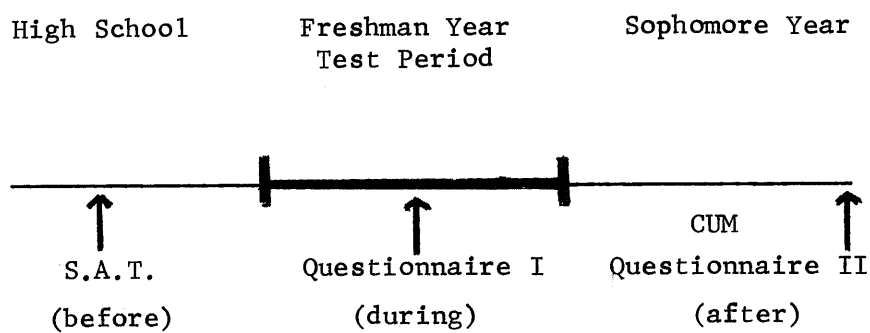 High School Freshman Year Sophomore Year
Test Period
CUM
S.A.T. Questionnaire I Questionnaire II
(before) (during) (after)